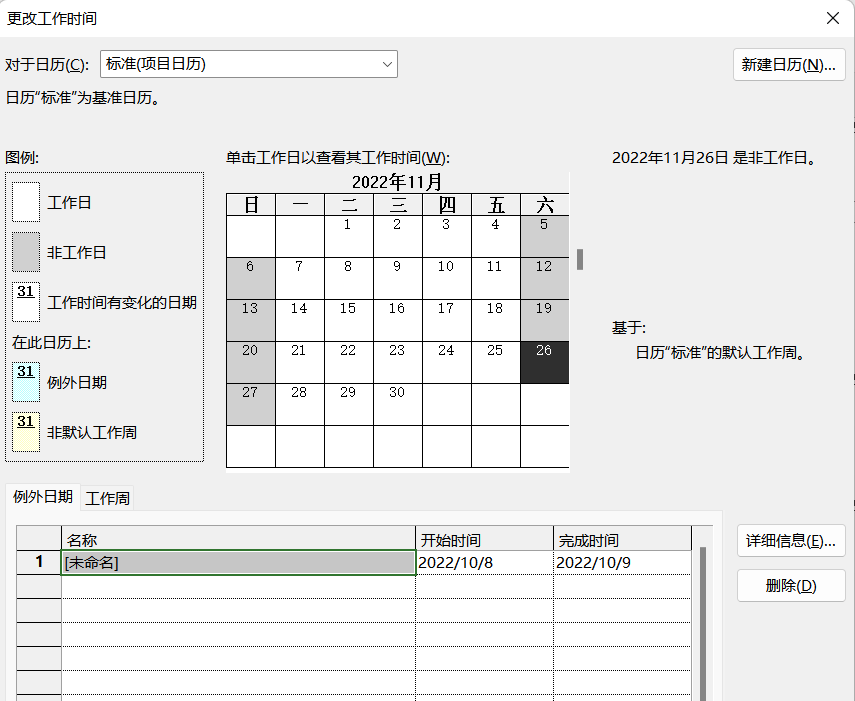 更改工作时间
对于日历(C): 标准(项目日历) 新建日历(N)...
日历“标准”为基准日历。
图例:
工作日
非工作日
31 工作时间有变化的日期
在此日历上:
31 例外日期
31 非默认工作周
单击工作日以查看其工作时间(W):
2022年11月
日 一 二 三 四 五 六
1 2 3 4 5
6 7 8 9 10 11 12
13 14 15 16 17 18 19
20 21 22 23 24 25 26
27 28 29 30
2022年11月26日 是非工作日。
基于:
日历“标准”的默认工作周。
例外日期 工作周
名称 开始时间 完成时间
1 [未命名] 2022/10/8 2022/10/9
详细信息(E)...
删除(D)